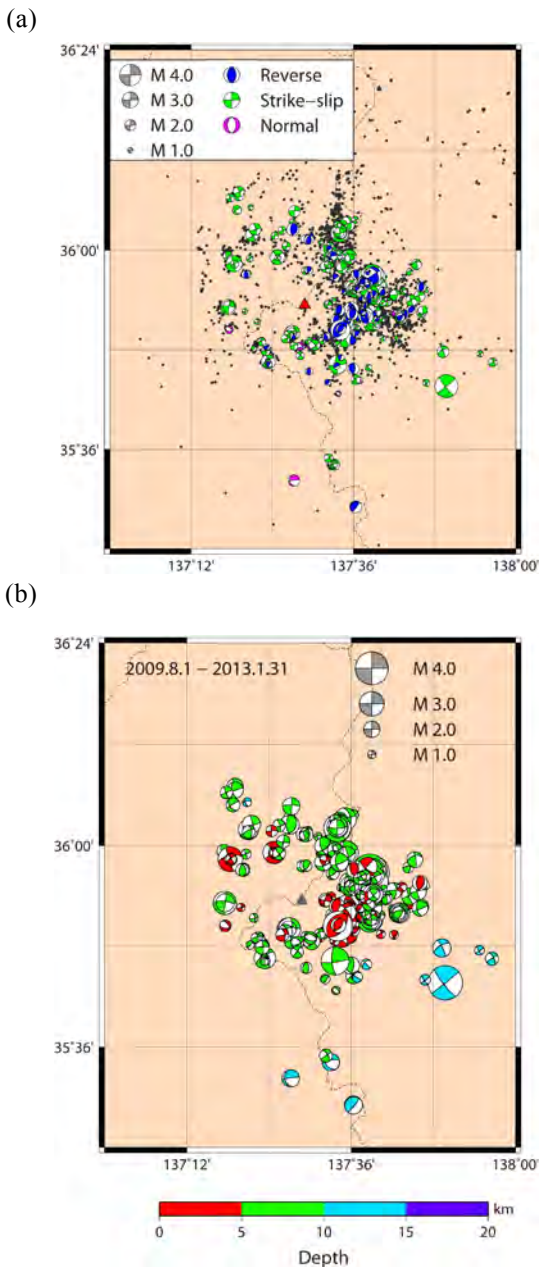 (a)
36˚24'
M 4.0 Reverse
M 3.0 Strike−slip
M 2.0 Normal
M 1.0
36˚00'
35˚36'
137˚12' 137˚36' 138˚00'
(b)
36˚24'
2009.8.1 − 2013.1.31 M 4.0
M 3.0
M 2.0
M 1.0
36˚00'
35˚36'
137˚12' 137˚36' 138˚00'
km
0 5 10 15 20
Depth